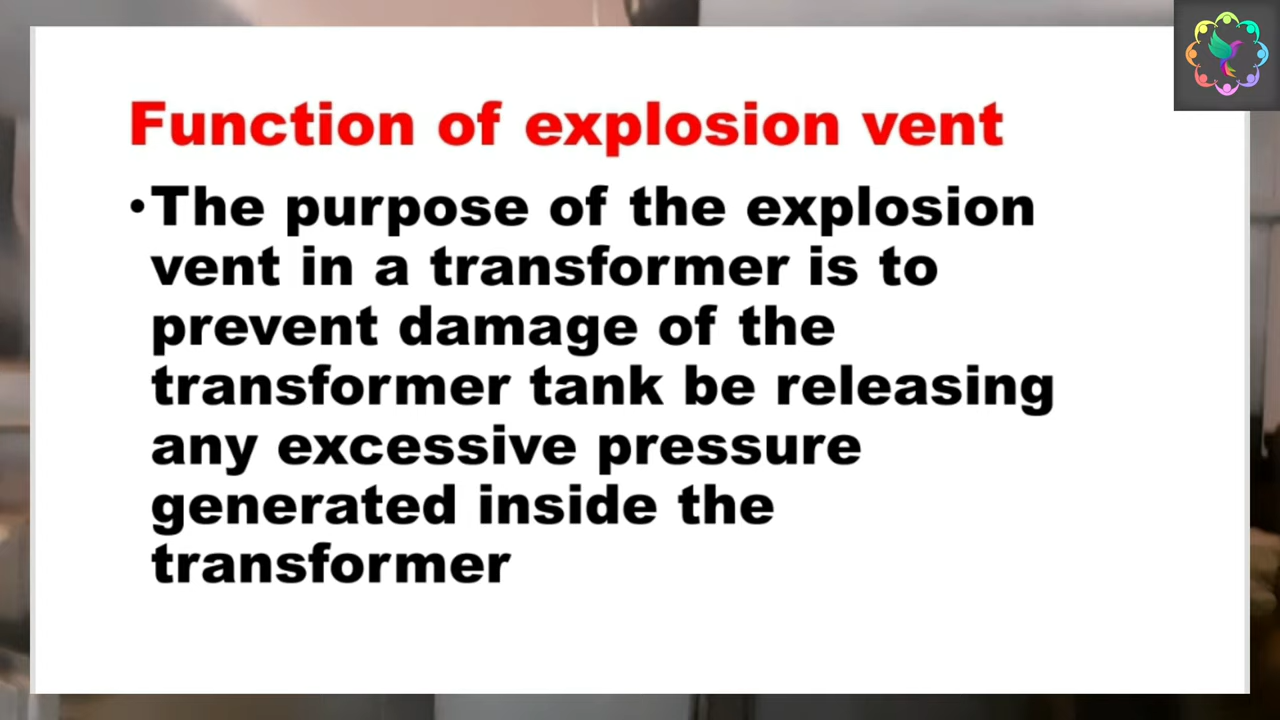 Function of explosion vent
•The purpose of the explosion
vent in a transformer is to
prevent damage of the
transformer tank be releasing
any excessive pressure
generated inside the
transformer